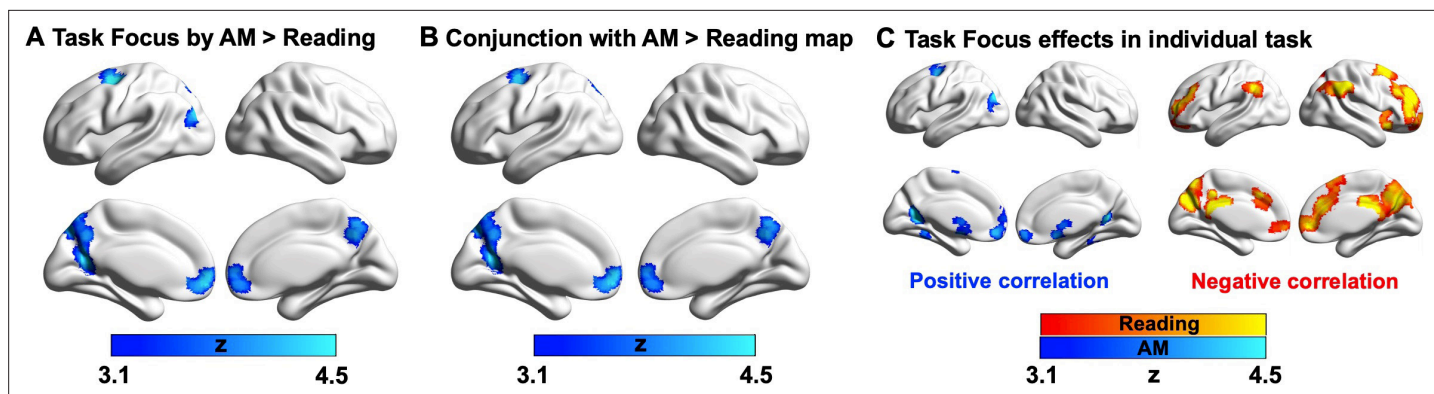 A Task Focus by AM > Reading
B Conjunction with AM > Reading map
C Task Focus effects in individual task
Positive correlation
Negative correlation
z
3.1 4.5
z
3.1 4.5
Reading
AM
3.1 z 4.5